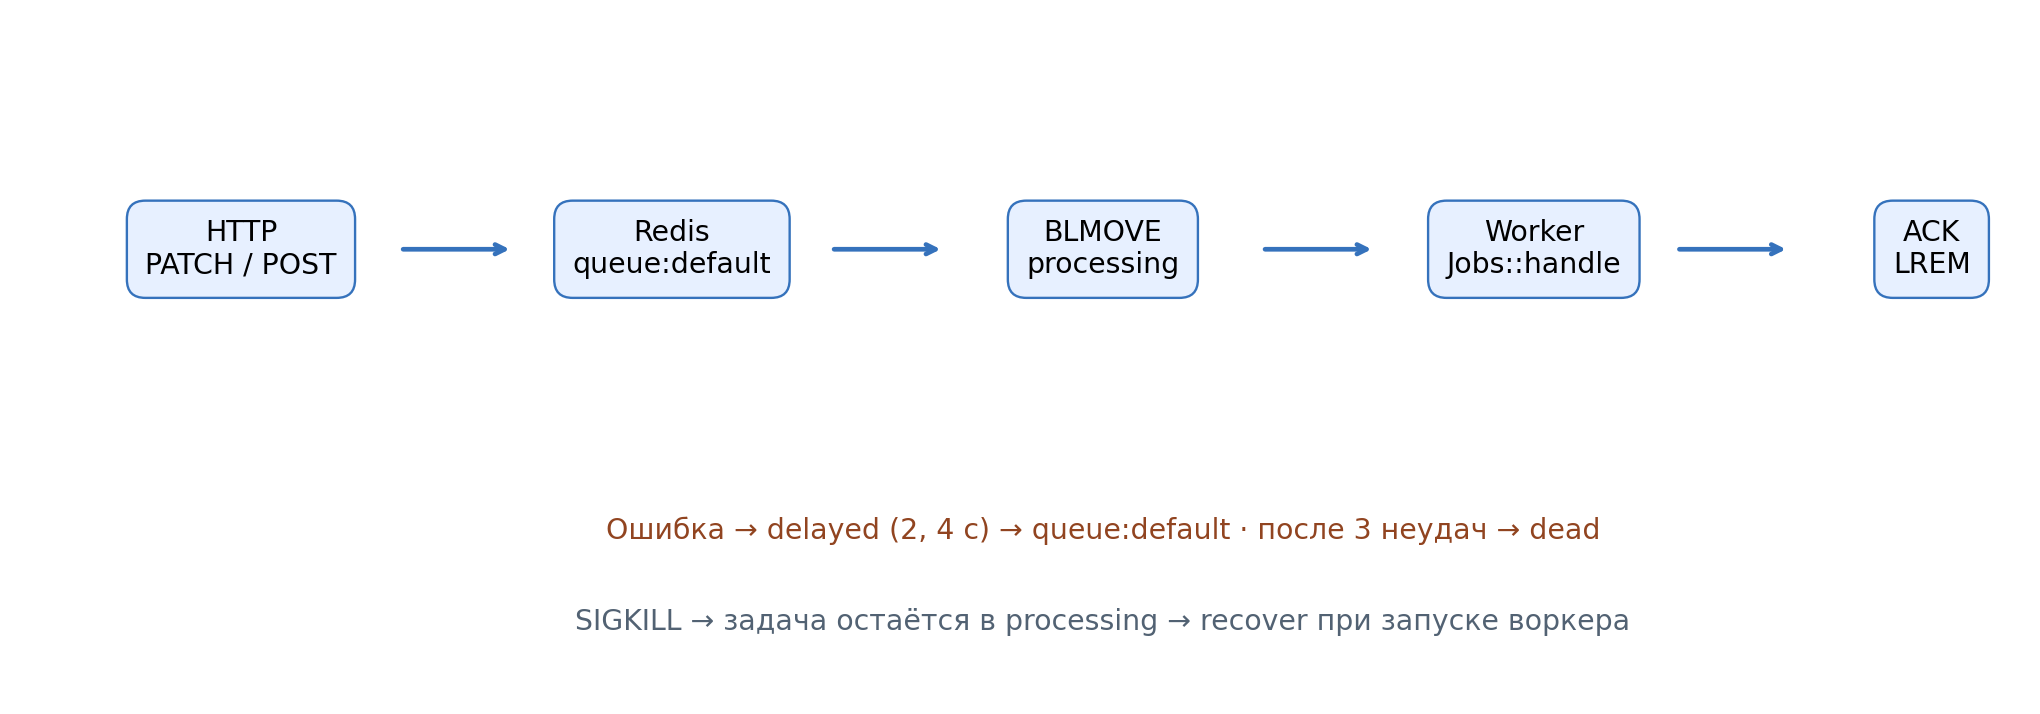 HTTP
PATCH / POST
Redis
queue:default
BLMOVE
processing
Worker
Jobs::handle
ACK
LREM
Ошибка → delayed (2, 4 с) → queue:default · после 3 неудач → dead
SIGKILL → задача остаётся в processing → recover при запуске воркера